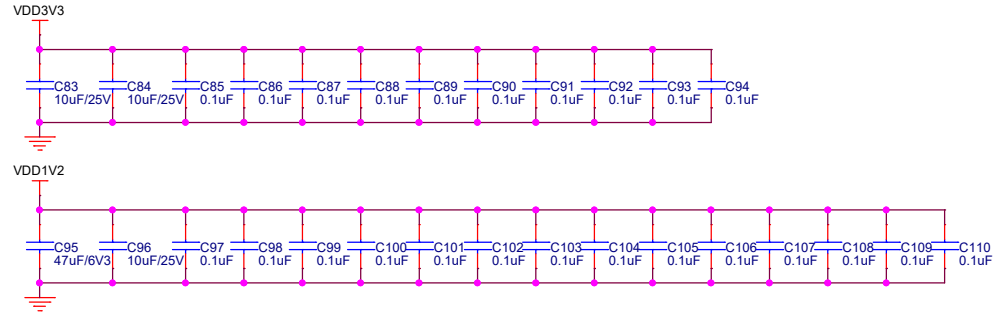 VDD3V3
C83 C84 C85 C86 C87 C88 C89 C90 C91 C92 C93 C94
10uF/25V 10uF/25V 0.1uF 0.1uF 0.1uF 0.1uF 0.1uF 0.1uF 0.1uF 0.1uF 0.1uF 0.1uF
VDD1V2
C95 C96 C97 C98 C99 C100 C101 C102 C103 C104 C105 C106 C107 C108 C109 C110
47uF/6V3 10uF/25V 0.1uF 0.1uF 0.1uF 0.1uF 0.1uF 0.1uF 0.1uF 0.1uF 0.1uF 0.1uF 0.1uF 0.1uF 0.1uF 0.1uF